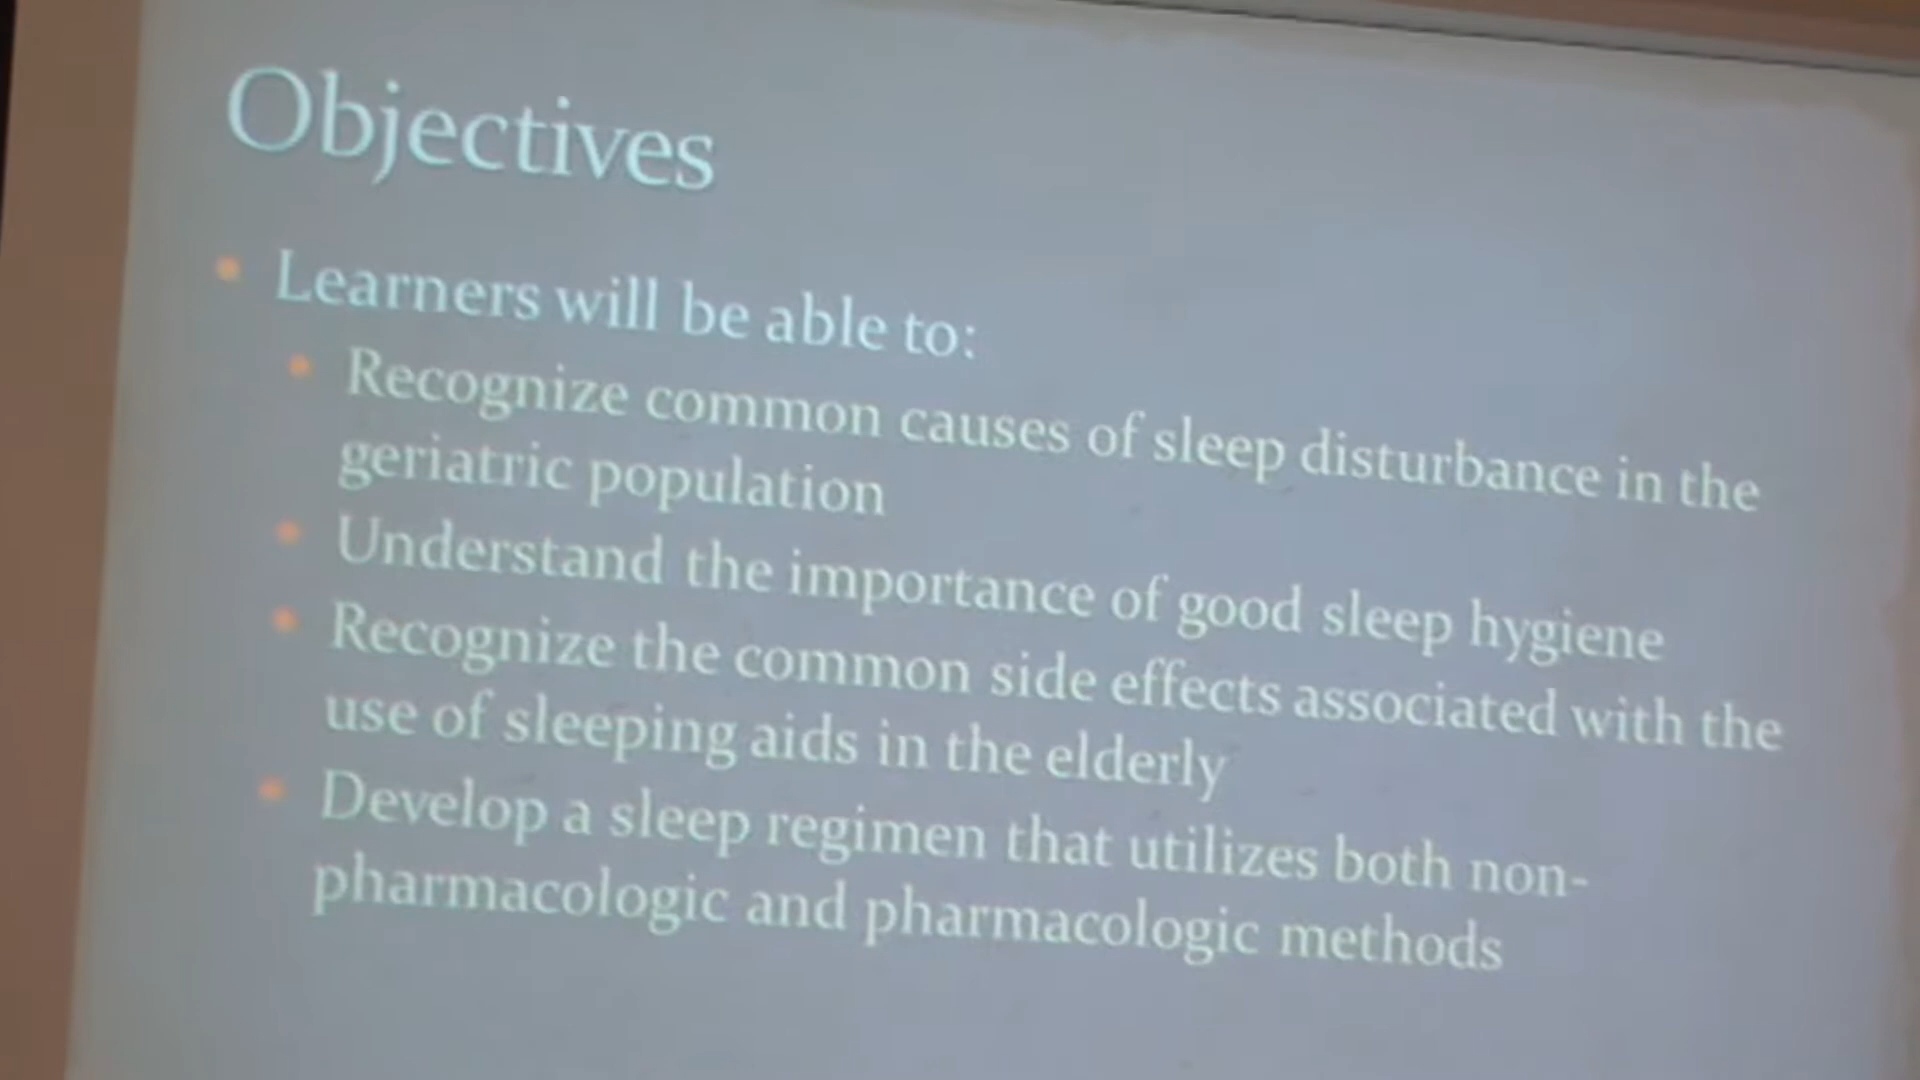 Objectives
Learners will be able to:
Recognize common causes of sleep disturbance in the
geriatric population
Understand the importance of good sleep hygiene
Recognize the common side effects associated with the
use of sleeping aids in the elderly
Develop a sleep regimen that utilizes both non-
pharmacologic and pharmacologic methods